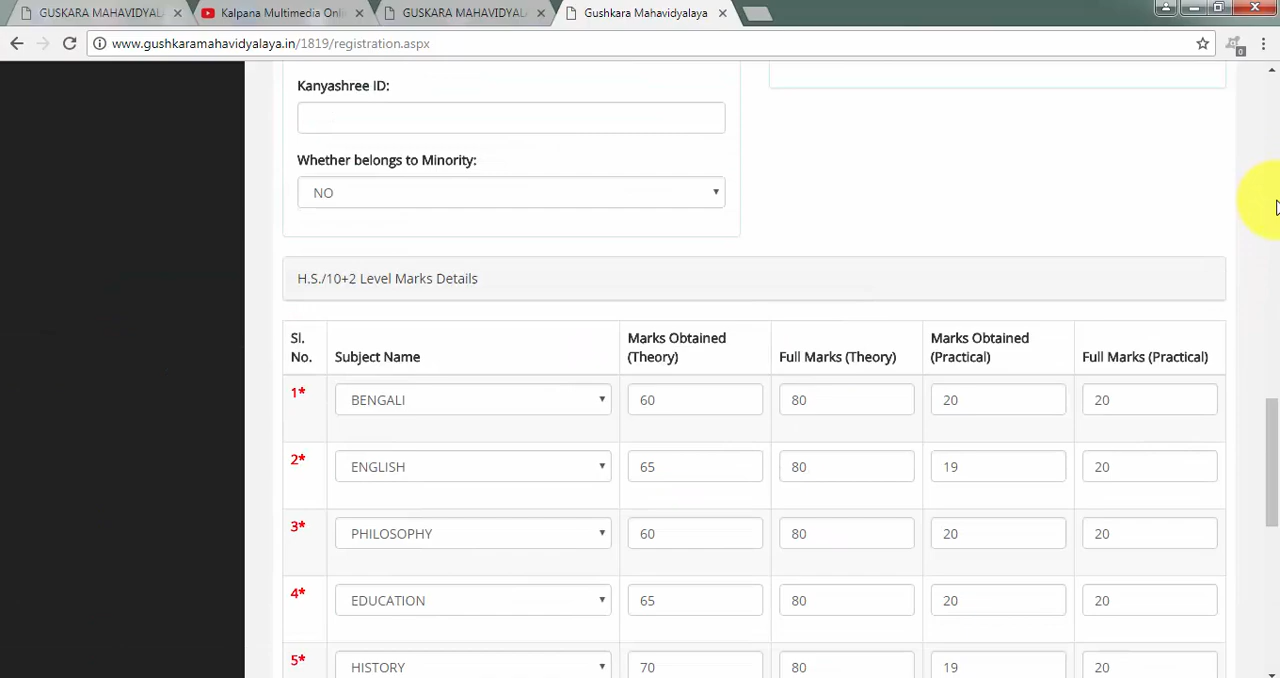 GUSKARA MAHAVIDYAL
Kalpana Multimedia Onli
GUSKARA MAHAVIDYAL
Gushkara Mahavidyalaya
www.gushkaramahavidyalaya.in/1819/registration.aspx
0
Kanyashree ID:
Whether belongs to Minority:
NO
H.S./10+2 Level Marks Details
Sl. No. Subject Name Marks Obtained (Theory) Full Marks (Theory) Marks Obtained (Practical) Full Marks (Practical)
1* BENGALI 60 80 20 20
2* ENGLISH 65 80 19 20
3* PHILOSOPHY 60 80 20 20
4* EDUCATION 65 80 20 20
5* HISTORY 70 80 19 20